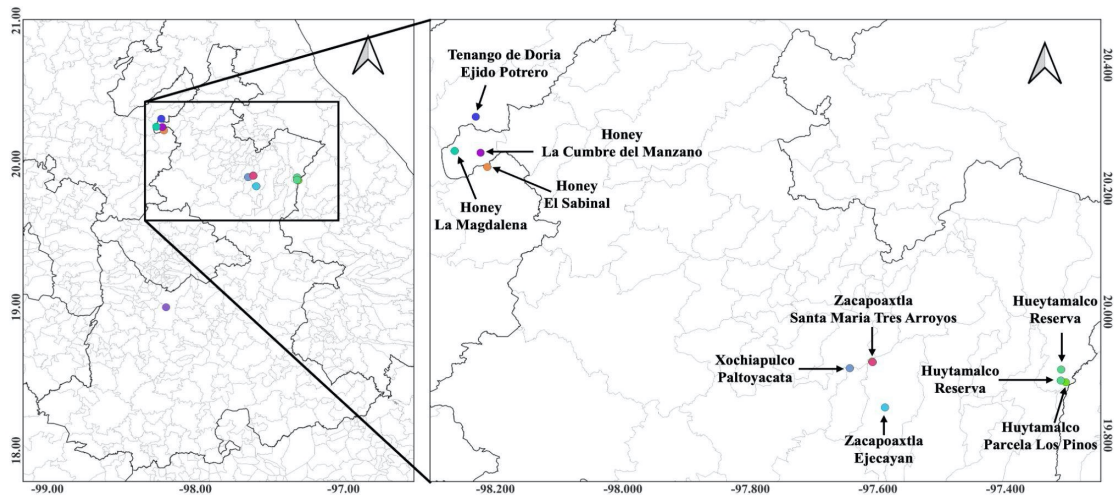 21.00
20.00
19.00
18.00
-99.00
-98.00
-97.00
Tenango de Doria
Ejido Potrero
Honey
La Cumbre del Manzano
Honey
El Sabinal
Honey
La Magdalena
Zacapoaxtla
Santa Maria Tres Arroyos
Xochiapulco
Paltoyacata
Zacapoaxtla
Ejecayan
Hueytamalco
Reserva
Huytamalco
Reserva
Huytamalco
Parcela Los Pinos
20.400
20.200
20.000
19.800
-98.200
-98.000
-97.800
-97.600
-97.400